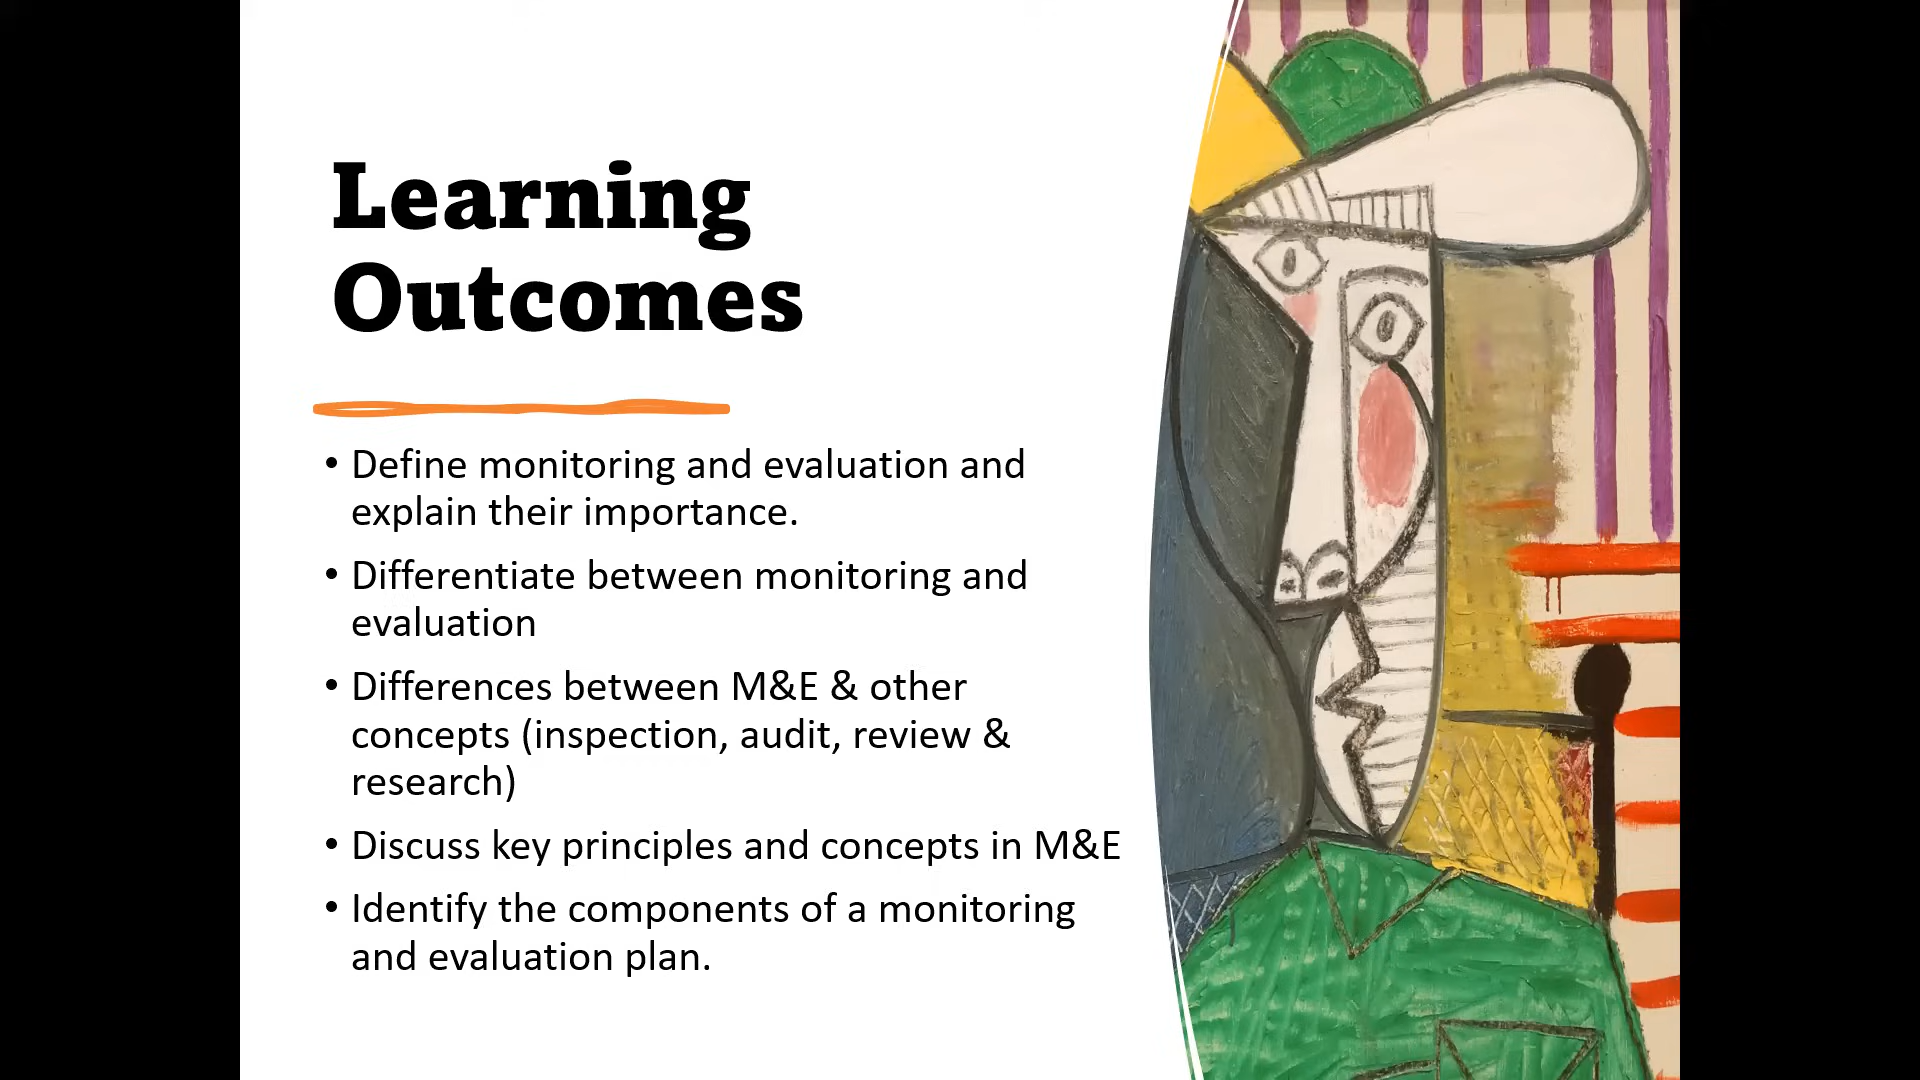 Learning
Outcomes
• Define monitoring and evaluation and
explain their importance.
• Differentiate between monitoring and
evaluation
• Differences between M&E & other
concepts (inspection, audit, review &
research)
• Discuss key principles and concepts in M&E
• Identify the components of a monitoring
and evaluation plan.